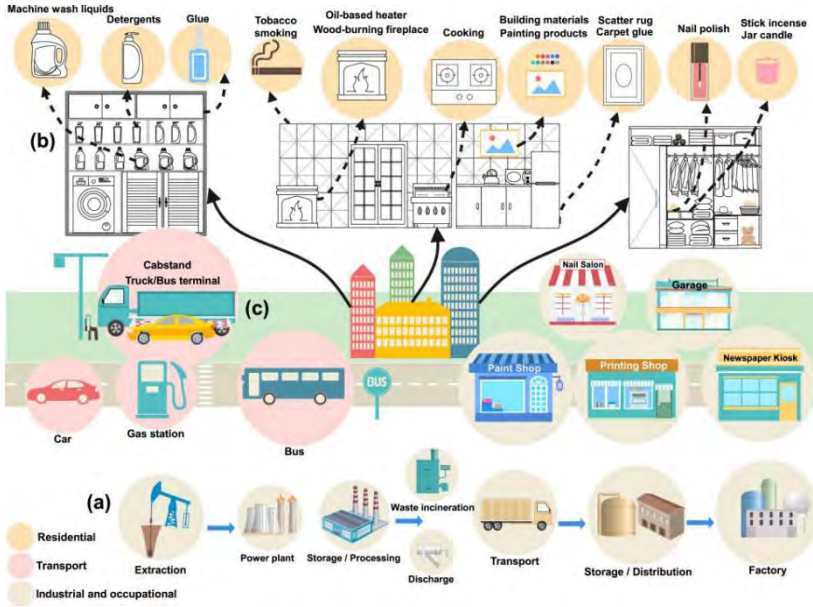 Machine wash liquids
Detergents
Glue
Tobacco
smoking
Oil-based heater
Wood-burning fireplace
Cooking
Building materials
Painting products
Scatter rug
Carpet glue
Nail polish
Stick incense
Jar candle
(b)
Cabstand
Truck/Bus terminal
(c)
Nail Salon
Garage
Car
Gas station
Bus
BUS
Paint Shop
Printing Shop
Newspaper Kiosk
(a)
Residential
Transport
Industrial and occupational
Extraction
Power plant
Storage / Processing
Waste incineration
Discharge
Transport
Storage / Distribution
Factory